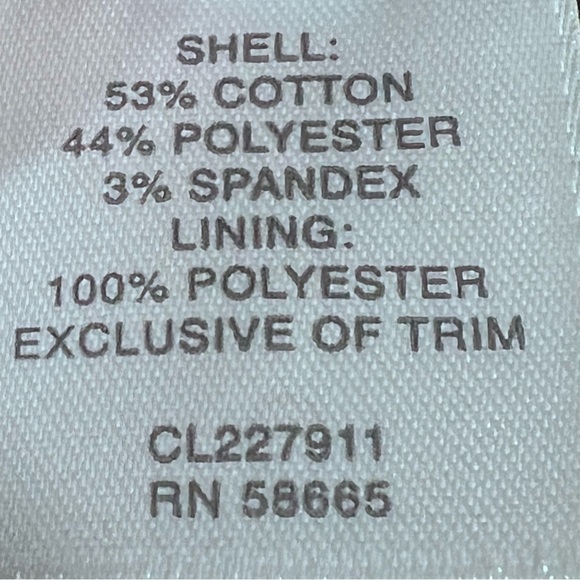 SHELL:
53% COTTON
44% POLYESTER
3% SPANDEX
LINING:
100% POLYESTER
EXCLUSIVE OF TRIM
CL227911
RN 58665